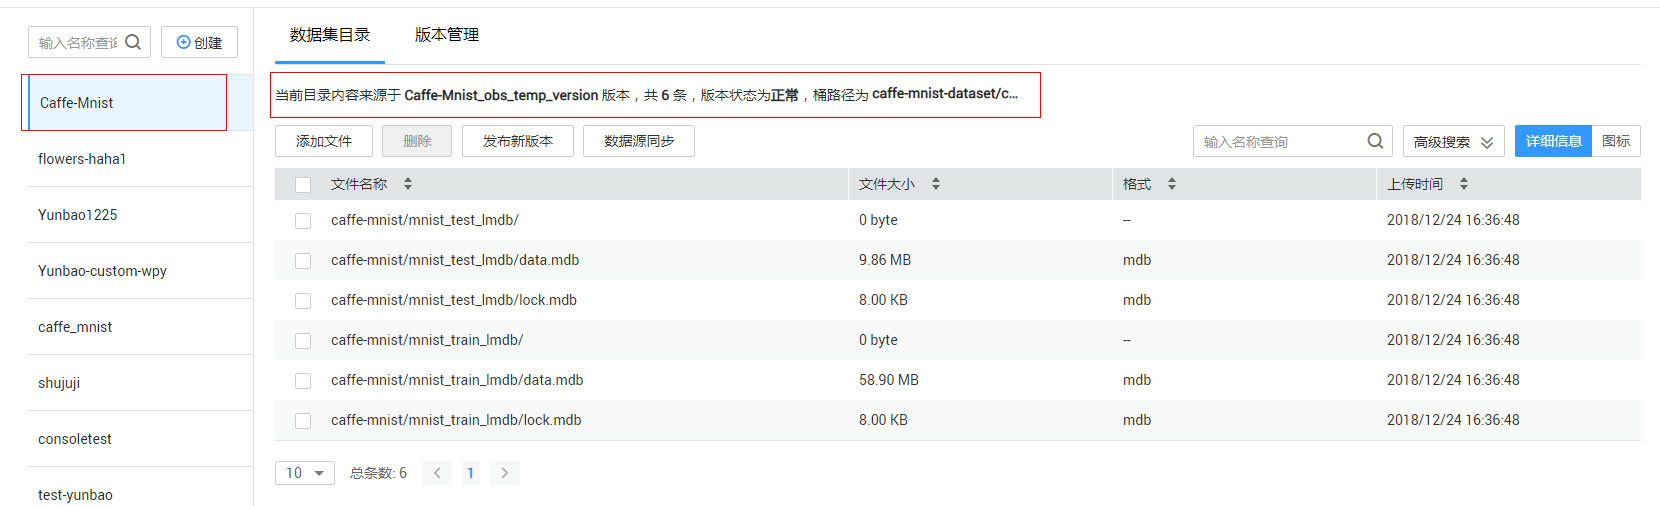 输入名称查询
创建
Caffe-Mnist
flowers-haha1
Yunbao1225
Yunbao-custom-wpy
caffe_mnist
shujuji
consoletest
test-yunbao
数据集目录 版本管理
当前目录内容来源于 Caffe-Mnist_obs_temp_version 版本，共 6 条，版本状态为正常，桶路径为 caffe-mnist-dataset/c...
添加文件 删除 发布新版本 数据源同步 输入名称查询 高级搜索 详细信息 图标
文件名称 文件大小 格式 上传时间
caffe-mnist/mnist_test_lmdb/ 0 byte -- 2018/12/24 16:36:48
caffe-mnist/mnist_test_lmdb/data.mdb 9.86 MB mdb 2018/12/24 16:36:48
caffe-mnist/mnist_test_lmdb/lock.mdb 8.00 KB mdb 2018/12/24 16:36:48
caffe-mnist/mnist_train_lmdb/ 0 byte -- 2018/12/24 16:36:48
caffe-mnist/mnist_train_lmdb/data.mdb 58.90 MB mdb 2018/12/24 16:36:48
caffe-mnist/mnist_train_lmdb/lock.mdb 8.00 KB mdb 2018/12/24 16:36:48
10 总条数: 6 < 1 >